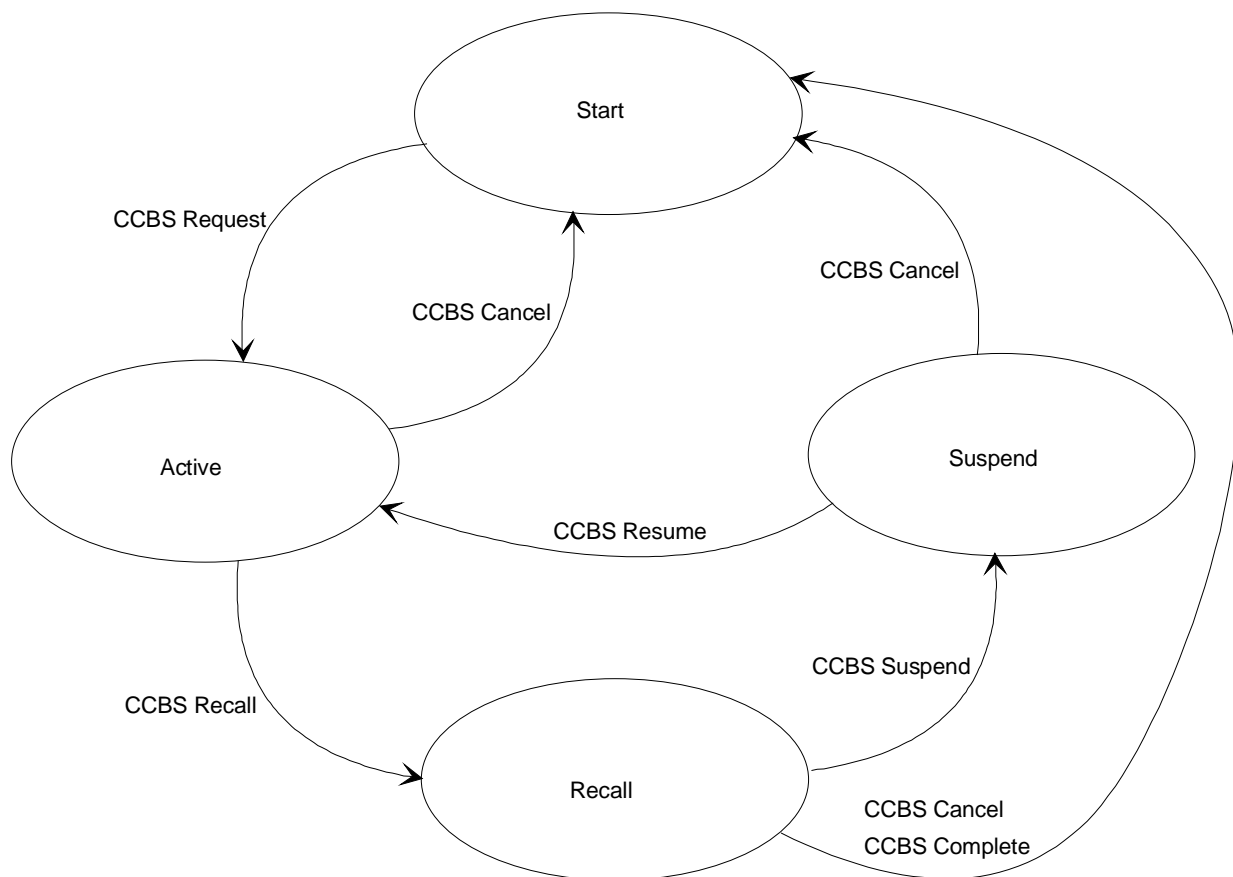 Start
CCBS Request
CCBS Cancel
CCBS Cancel
Active
Suspend
CCBS Resume
CCBS Suspend
CCBS Recall
Recall
CCBS Cancel
CCBS Complete